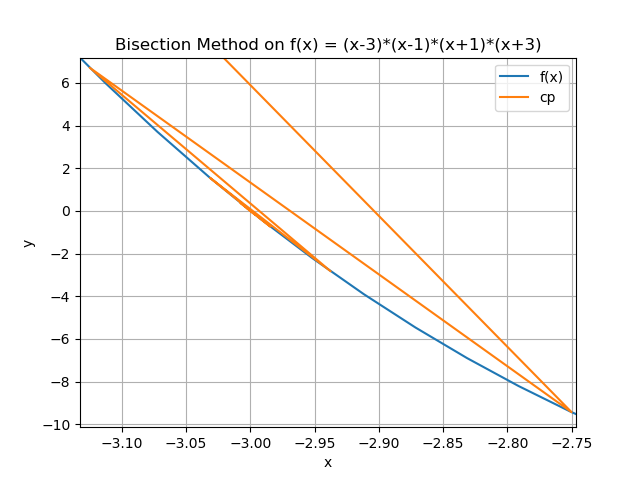 Bisection Method on f(x) = (x-3)*(x-1)*(x+1)*(x+3)
f(x)
cp
6
4
2
0
−2
−4
−6
−8
−10
y
−3.10 −3.05 −3.00 −2.95 −2.90 −2.85 −2.80 −2.75
x